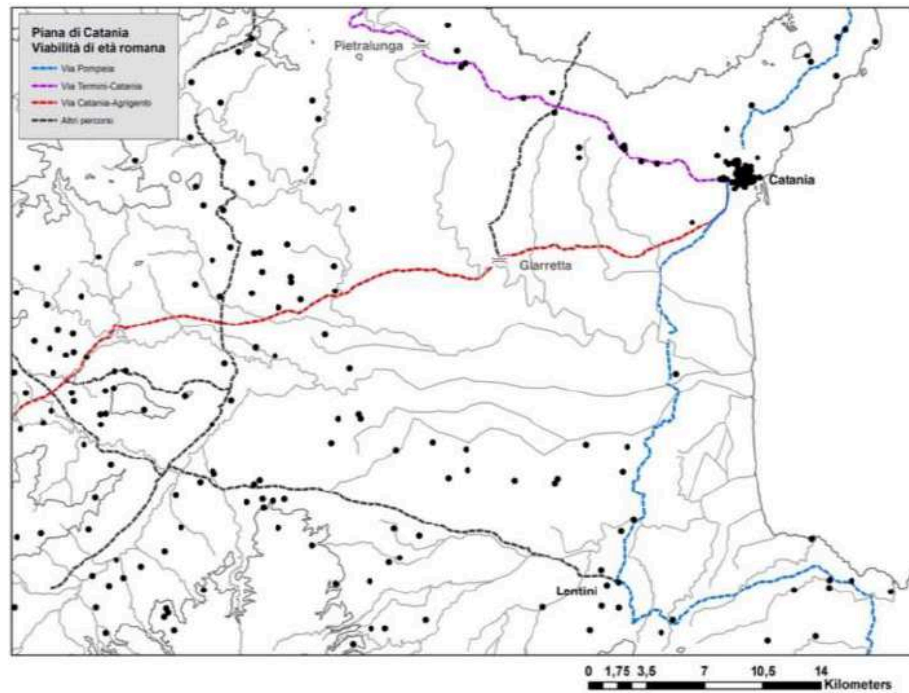 Piana di Catania
Viabilità di età romana
Via Pompeia
Via Termini-Catania
Via Catania-Agrigento
Altri percorsi
Pietralunga
Catania
Giarretta
Lentini
0 1,75 3,5 7 10,5 14
Kilometers